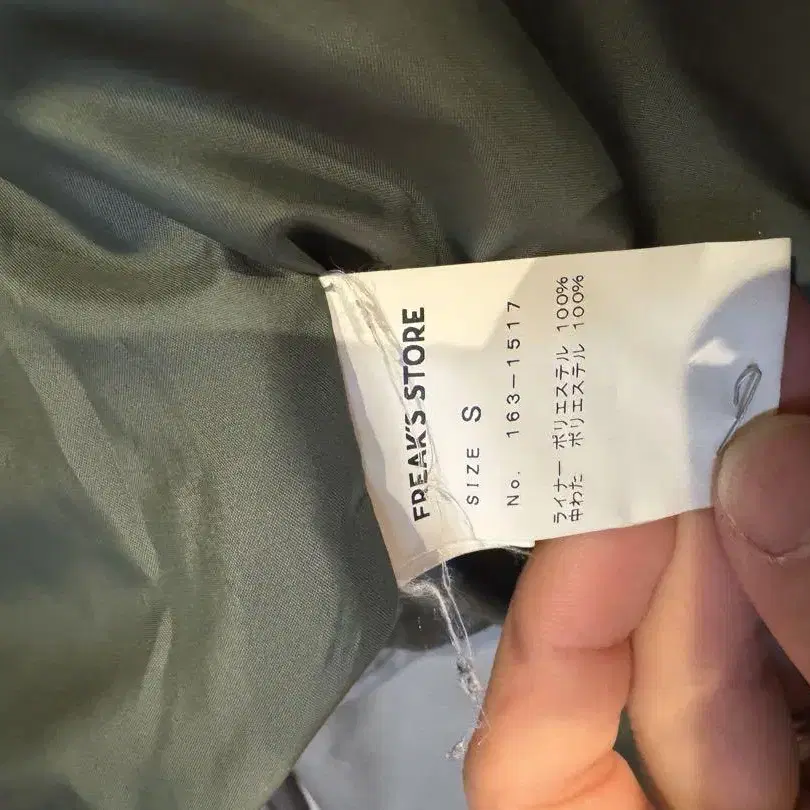 FREAK'S STORE
SIZE S
No. 163-1517
ライナー ポリエステル 100%
中わた ポリエステル 100%